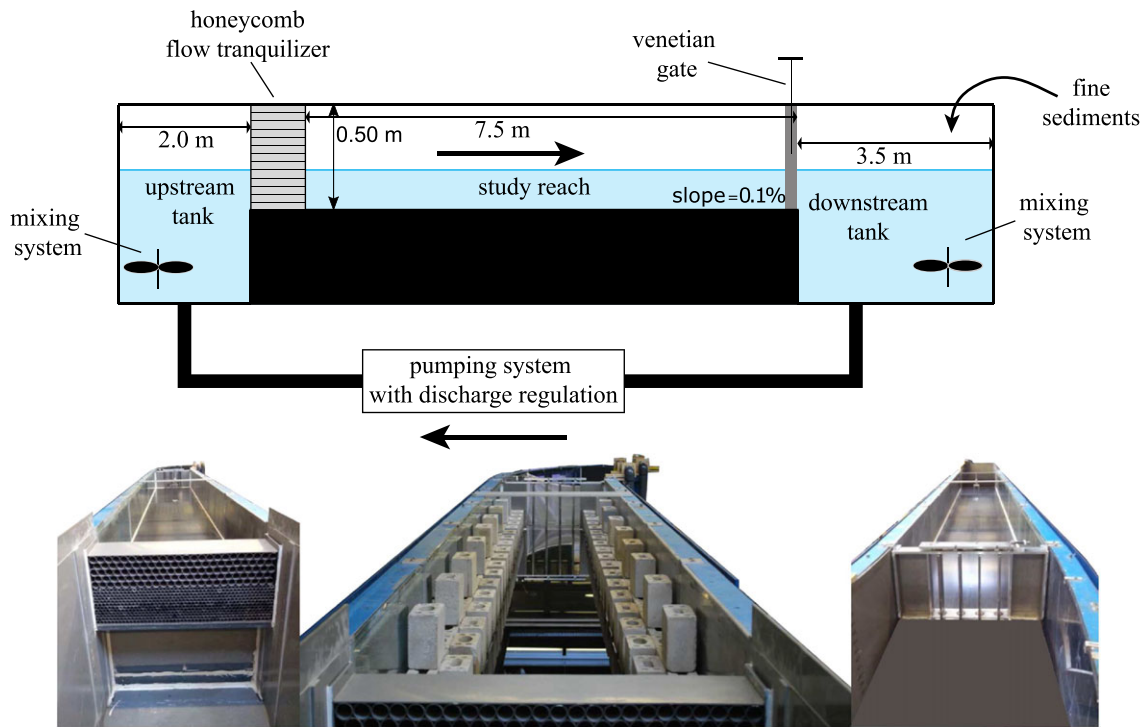 honeycomb
flow tranquilizer
venetian
gate
fine
sediments
2.0 m
0.50 m
7.5 m
3.5 m
upstream
tank
study reach
slope=0.1%
downstream
tank
mixing
system
mixing
system
pumping system
with discharge regulation